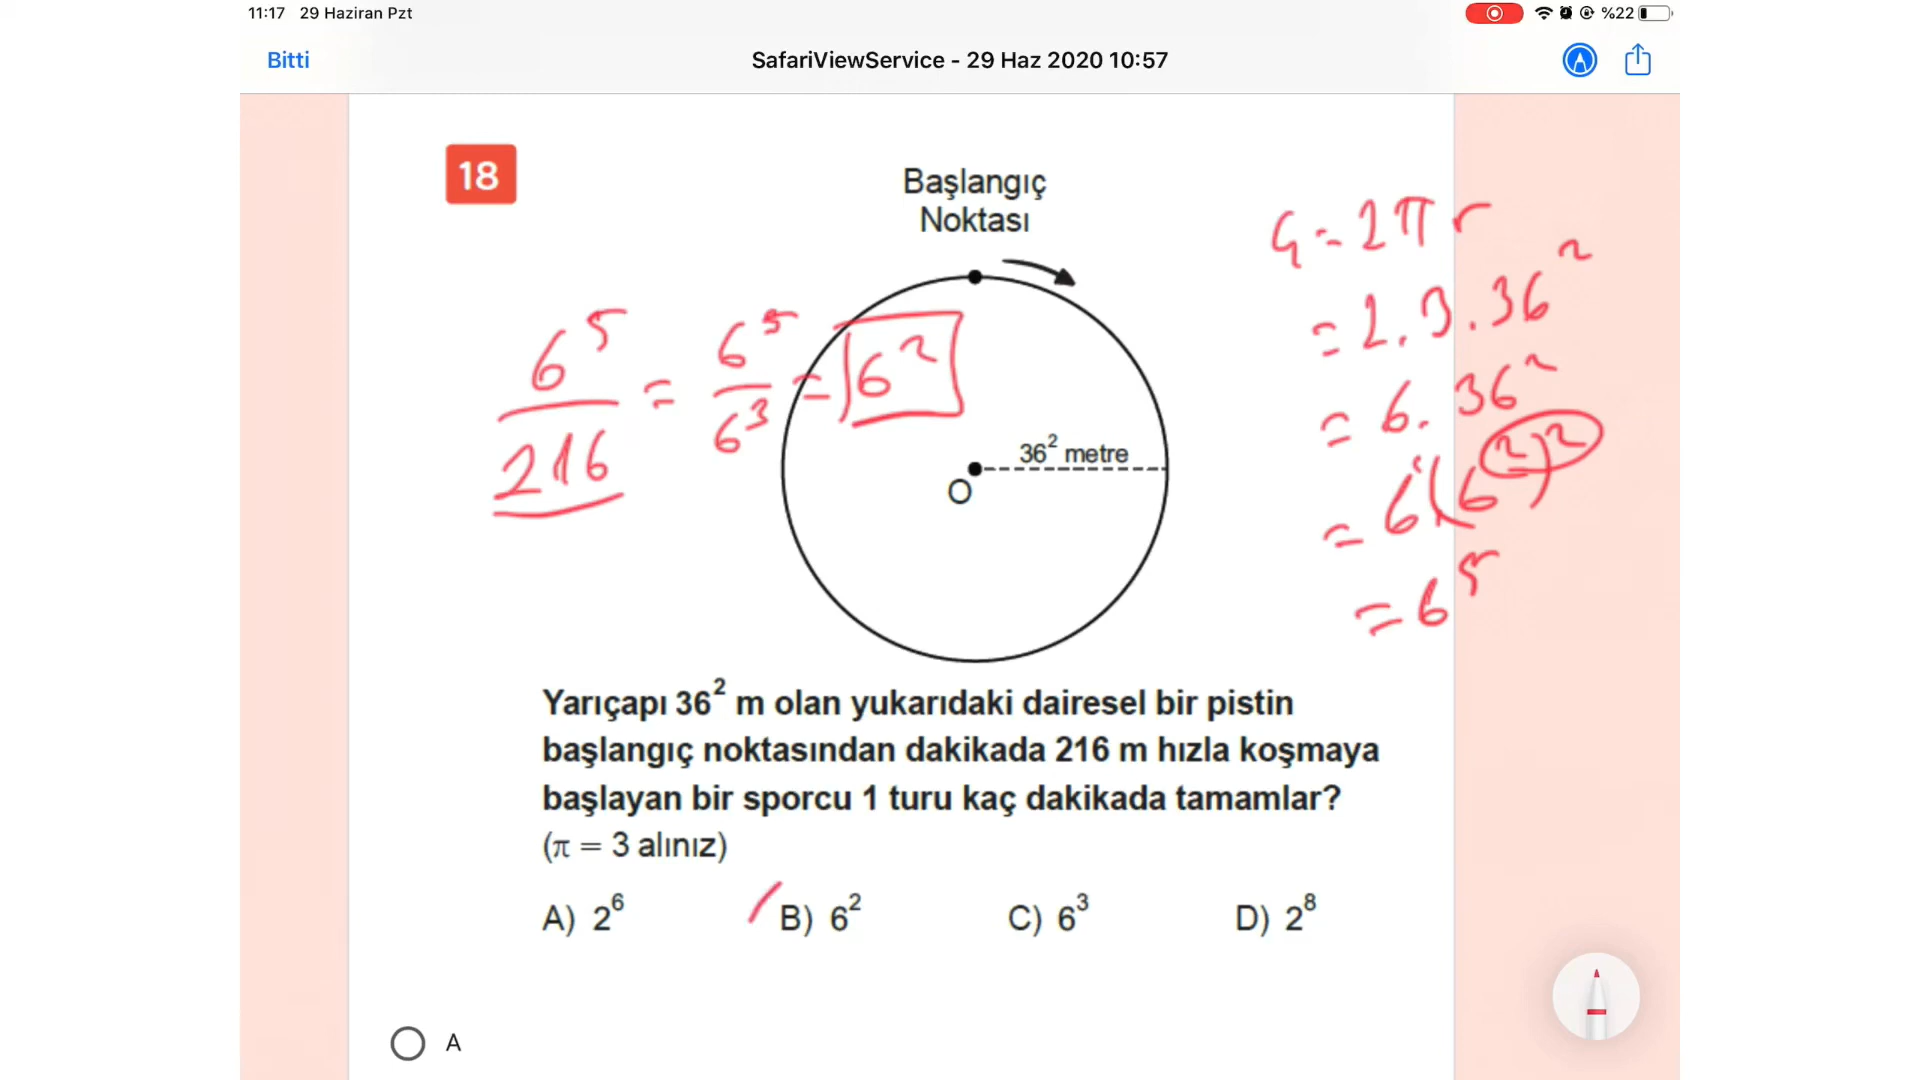 11:17 29 Haziran Pzt %22
Bitti SafariViewService - 29 Haz 2020 10:57
18
Başlangıç
Noktası
Ç = 2πr
= 2.3.36²
= 6.36²
= 6¹(6²)²
= 6⁵
6⁵/216 = 6⁵/6³ = 6²
36² metre
O
Yarıçapı 36² m olan yukarıdaki dairesel bir pistin
başlangıç noktasından dakikada 216 m hızla koşmaya
başlayan bir sporcu 1 turu kaç dakikada tamamlar?
(π = 3 alınız)
A) 2⁶ B) 6² C) 6³ D) 2⁸
A